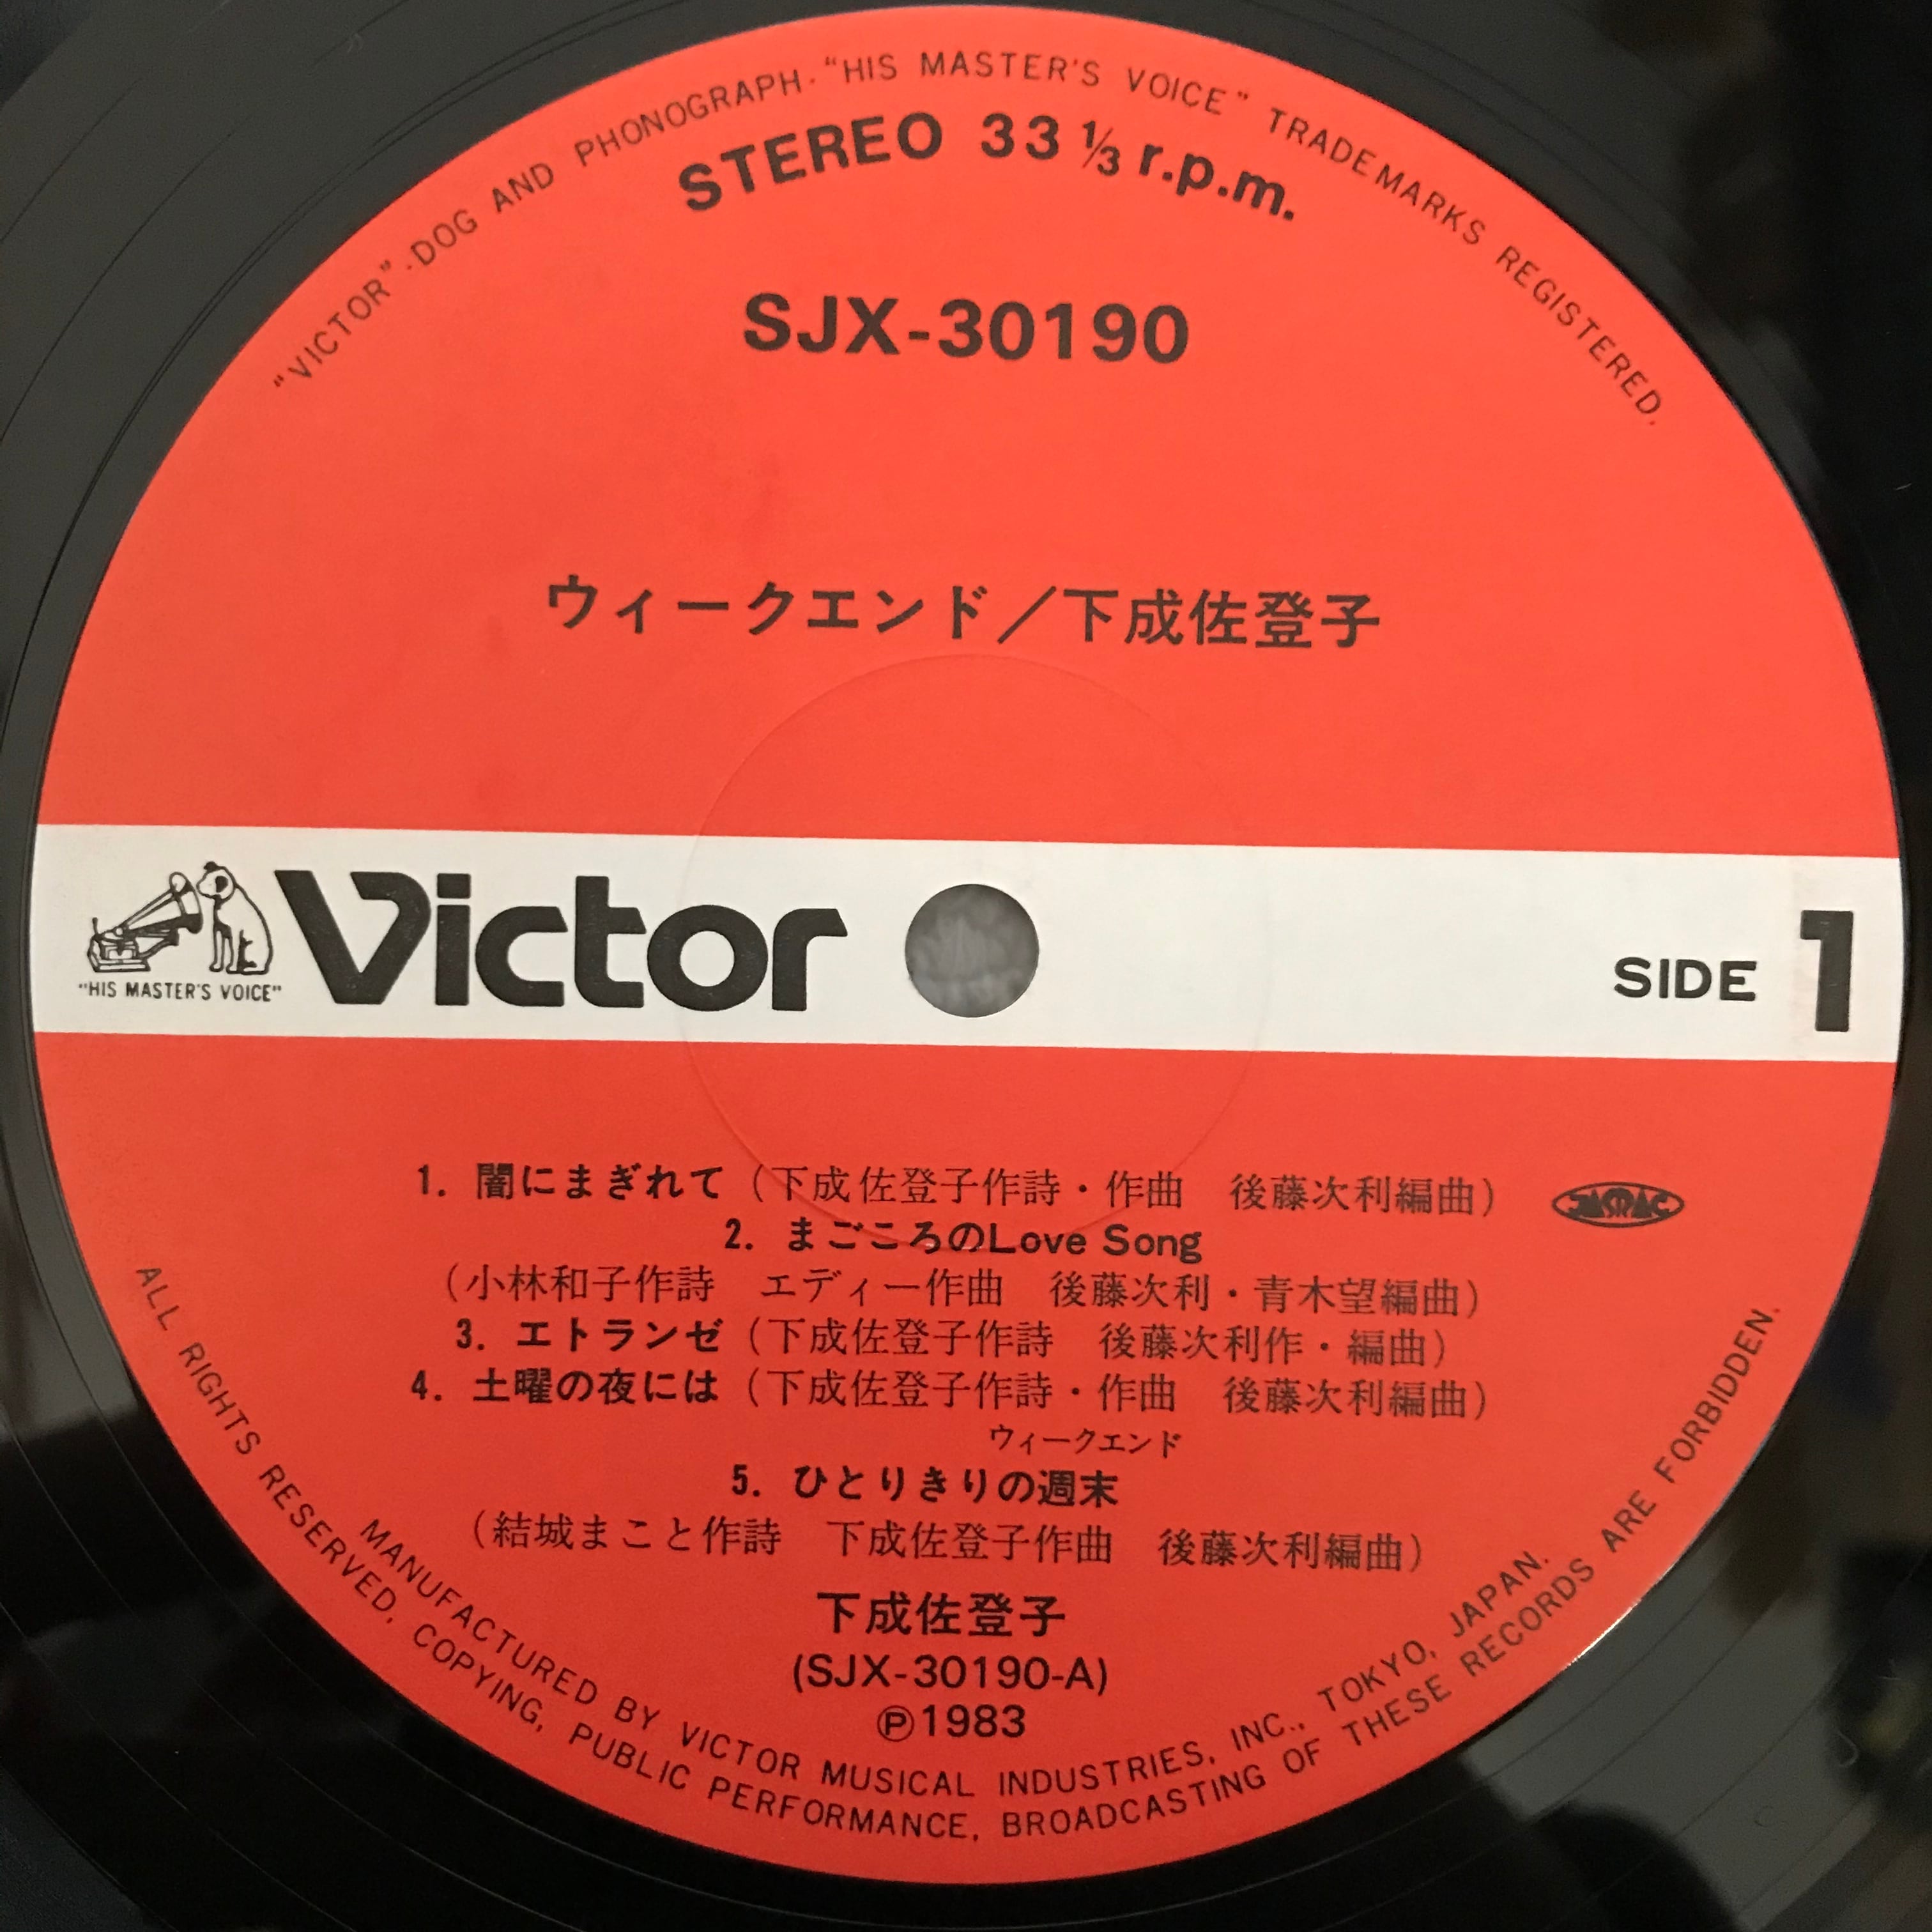 "VICTOR"·DOG AND PHONOGRAPH·"HIS MASTER'S VOICE" TRADEMARKS REGISTERED.
STEREO 33⅓ r.p.m.
SJX-30190
ウィークエンド／下成佐登子
"HIS MASTER'S VOICE"
Victor
SIDE 1
1. 闇にまぎれて（下成佐登子作詩・作曲　後藤次利編曲）
JASRAC
2. まごころのLove Song
（小林和子作詩　エディー作曲　後藤次利・青木望編曲）
3. エトランゼ（下成佐登子作詩　後藤次利作・編曲）
4. 土曜の夜には（下成佐登子作詩・作曲　後藤次利編曲）
ウィークエンド
5. ひとりきりの週末
（結城まこと作詩　下成佐登子作曲　後藤次利編曲）
下成佐登子
(SJX-30190-A)
Ⓟ1983
MANUFACTURED BY VICTOR MUSICAL INDUSTRIES, INC., TOKYO, JAPAN.
ALL RIGHTS RESERVED, COPYING, PUBLIC PERFORMANCE, BROADCASTING OF THESE RECORDS ARE FORBIDDEN.